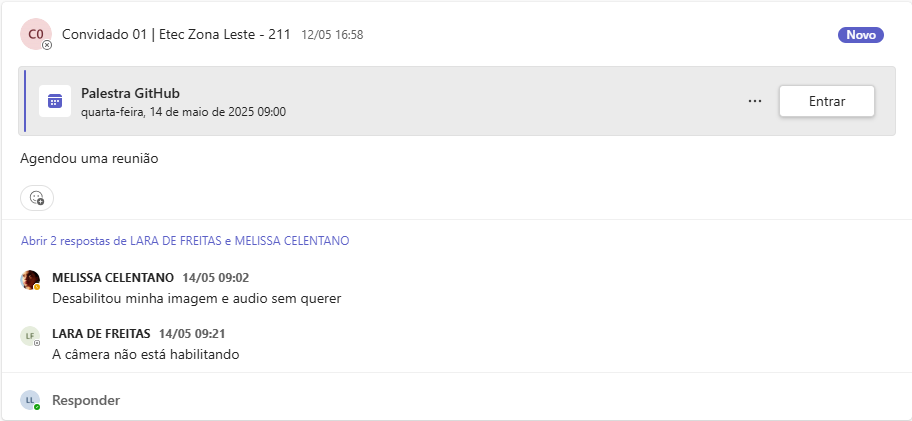 C0
Convidado 01 | Etec Zona Leste - 211 12/05 16:58
Novo
Palestra GitHub
quarta-feira, 14 de maio de 2025 09:00
Entrar
Agendou uma reunião
Abrir 2 respostas de LARA DE FREITAS e MELISSA CELENTANO
MELISSA CELENTANO 14/05 09:02
Desabilitou minha imagem e audio sem querer
LF
LARA DE FREITAS 14/05 09:21
A câmera não está habilitando
LL
Responder